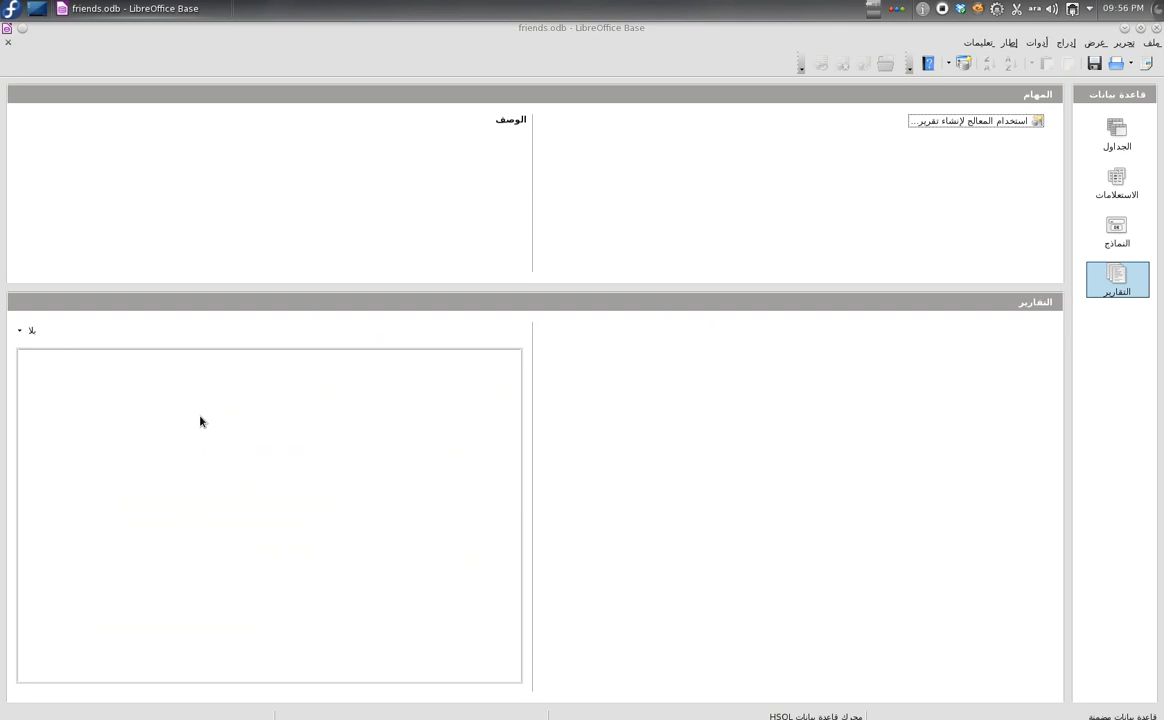 friends.odb - LibreOffice Base
ara
09:56 PM
friends.odb - LibreOffice Base
ملف تحرير عرض إدراج أدوات إطار تعليمات
قاعدة بيانات
الجداول
الاستعلامات
النماذج
التقارير
المهام
استخدام المعالج لإنشاء تقرير...
الوصف
التقارير
بلا
قاعدة بيانات مضمنة
محرك قاعدة بيانات HSQL